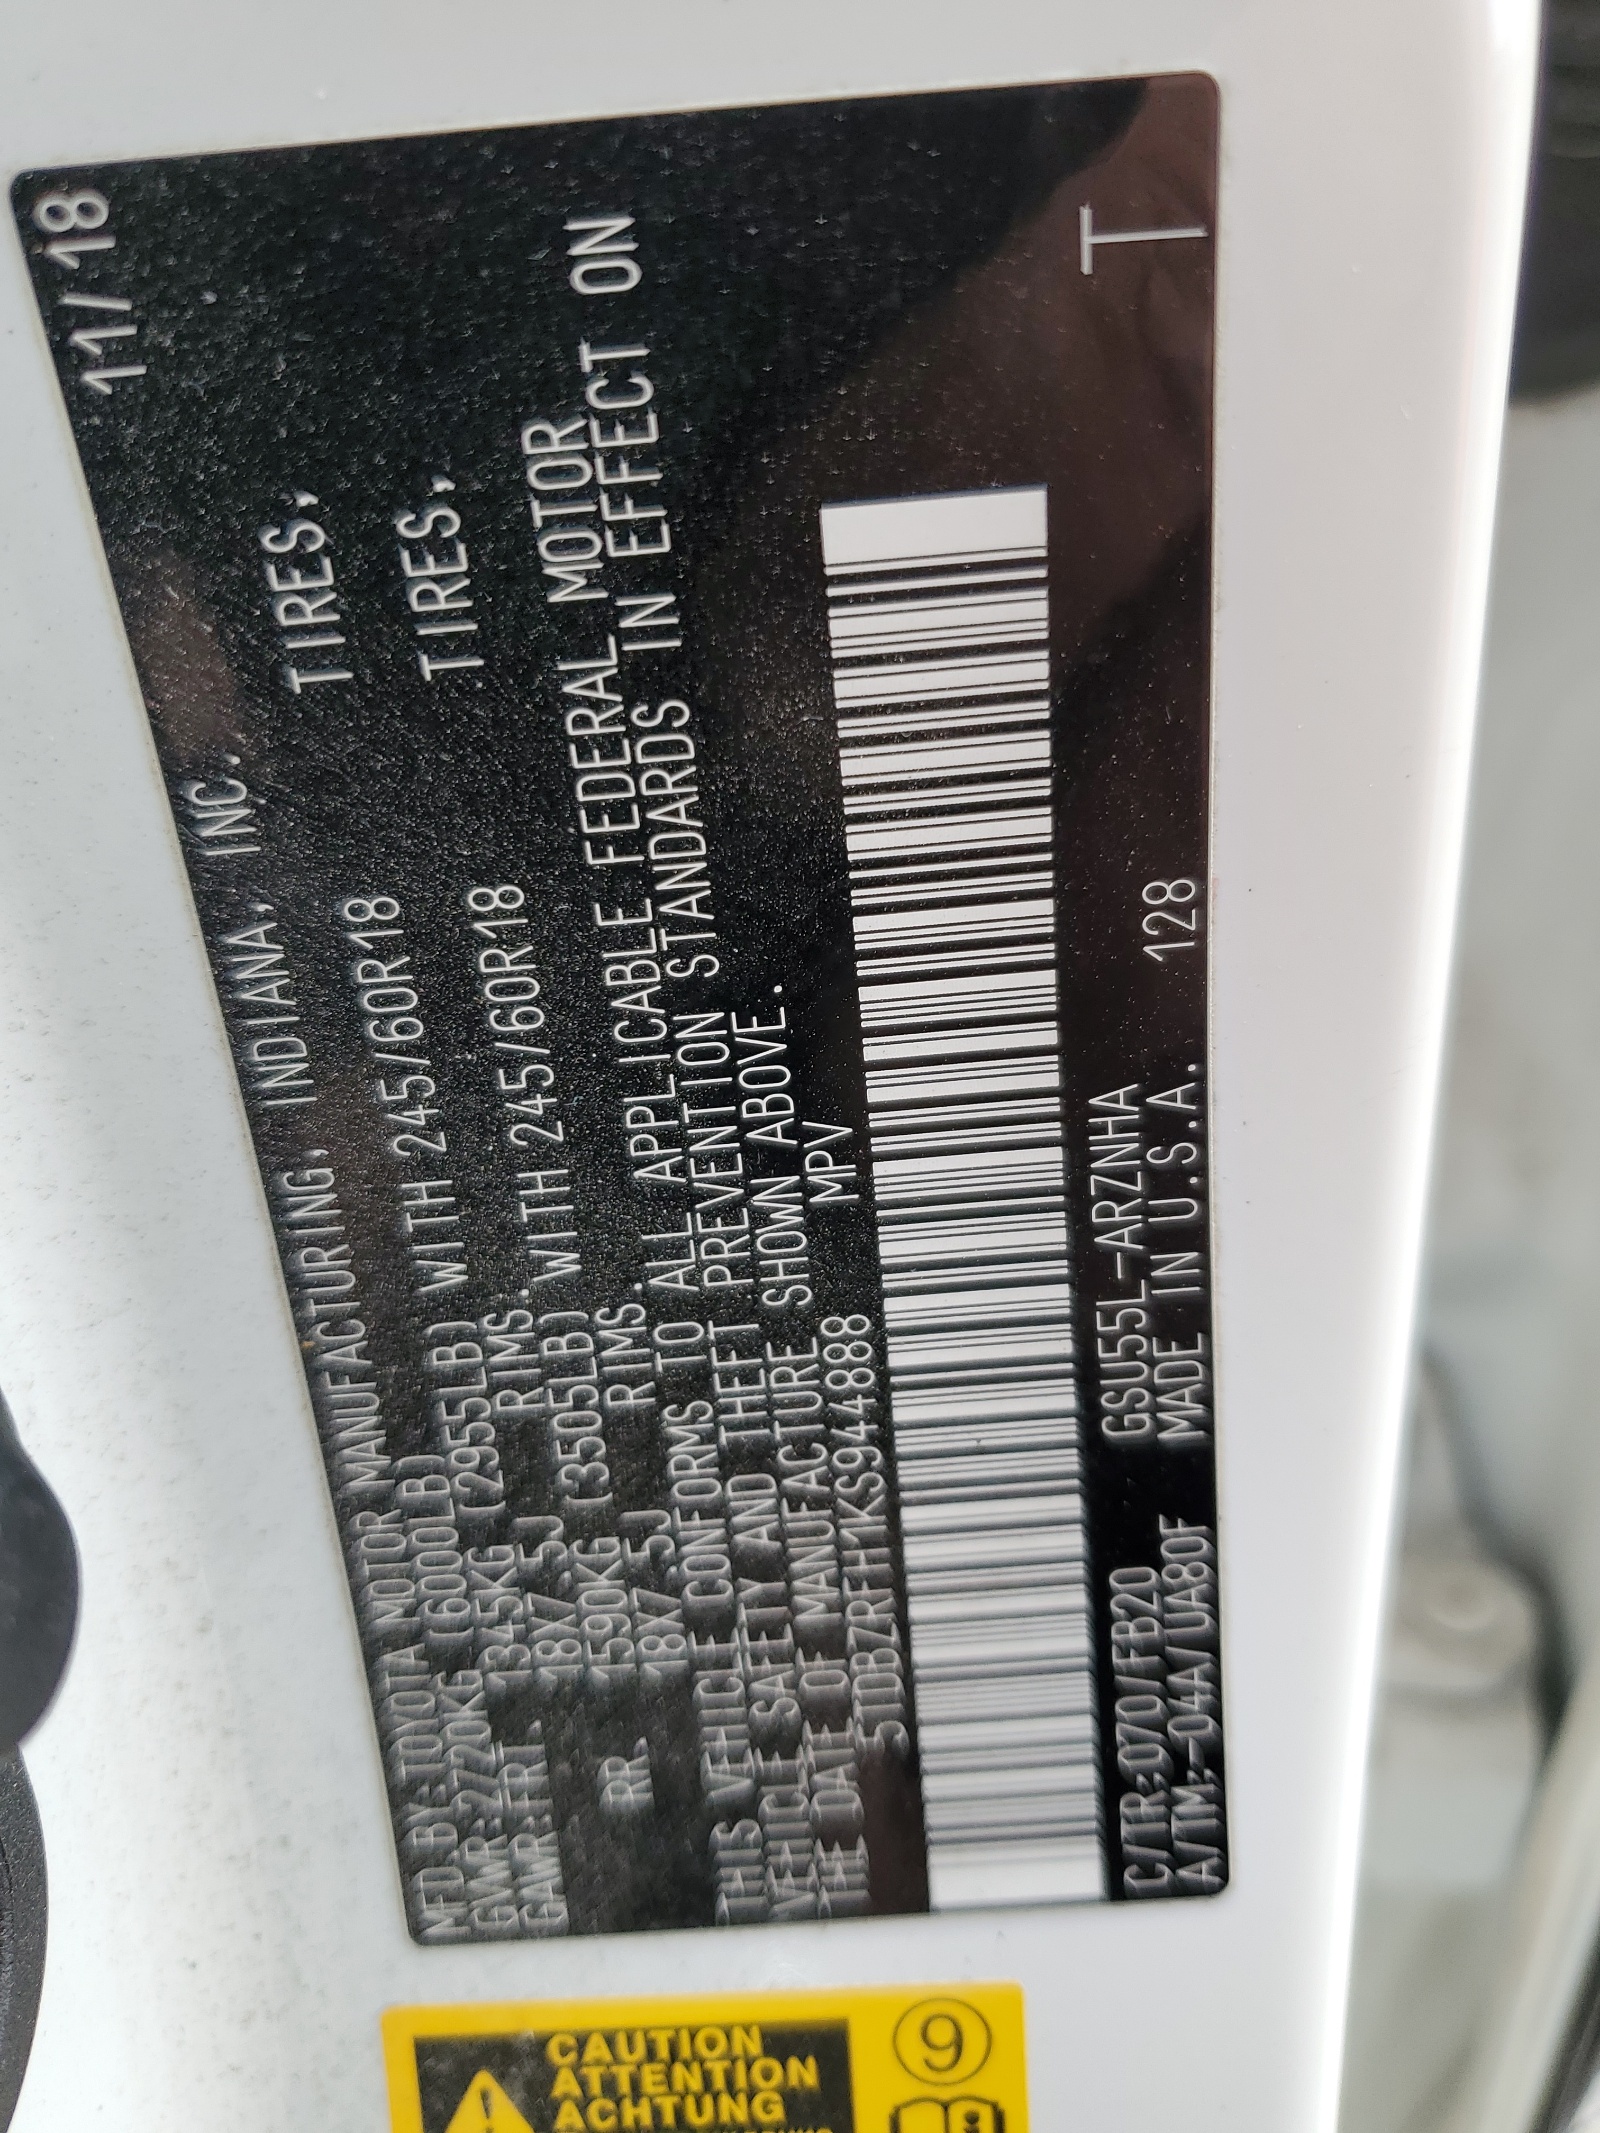 MFD BY:TOYOTA MOTOR MANUFACTURING, INDIANA, INC. 11/18
GVWR:2720KG (6000LB)
GAWR:FRT. 1345KG (2955LB) WITH 245/60R18 TIRES,
18X7.5J RIMS.
RR. 1590KG (3505LB) WITH 245/60R18 TIRES,
18X7.5J RIMS.
THIS VEHICLE CONFORMS TO ALL APPLICABLE FEDERAL MOTOR
VEHICLE SAFETY AND THEFT PREVENTION STANDARDS IN EFFECT ON
THE DATE OF MANUFACTURE SHOWN ABOVE.
5TDBZRFH1KS944888 MPV
C/TR:070/FB20 GSU55L-ARZNHA
A/TM:-04A/UA80F MADE IN U.S.A. 128 T
CAUTION
ATTENTION
ACHTUNG
9